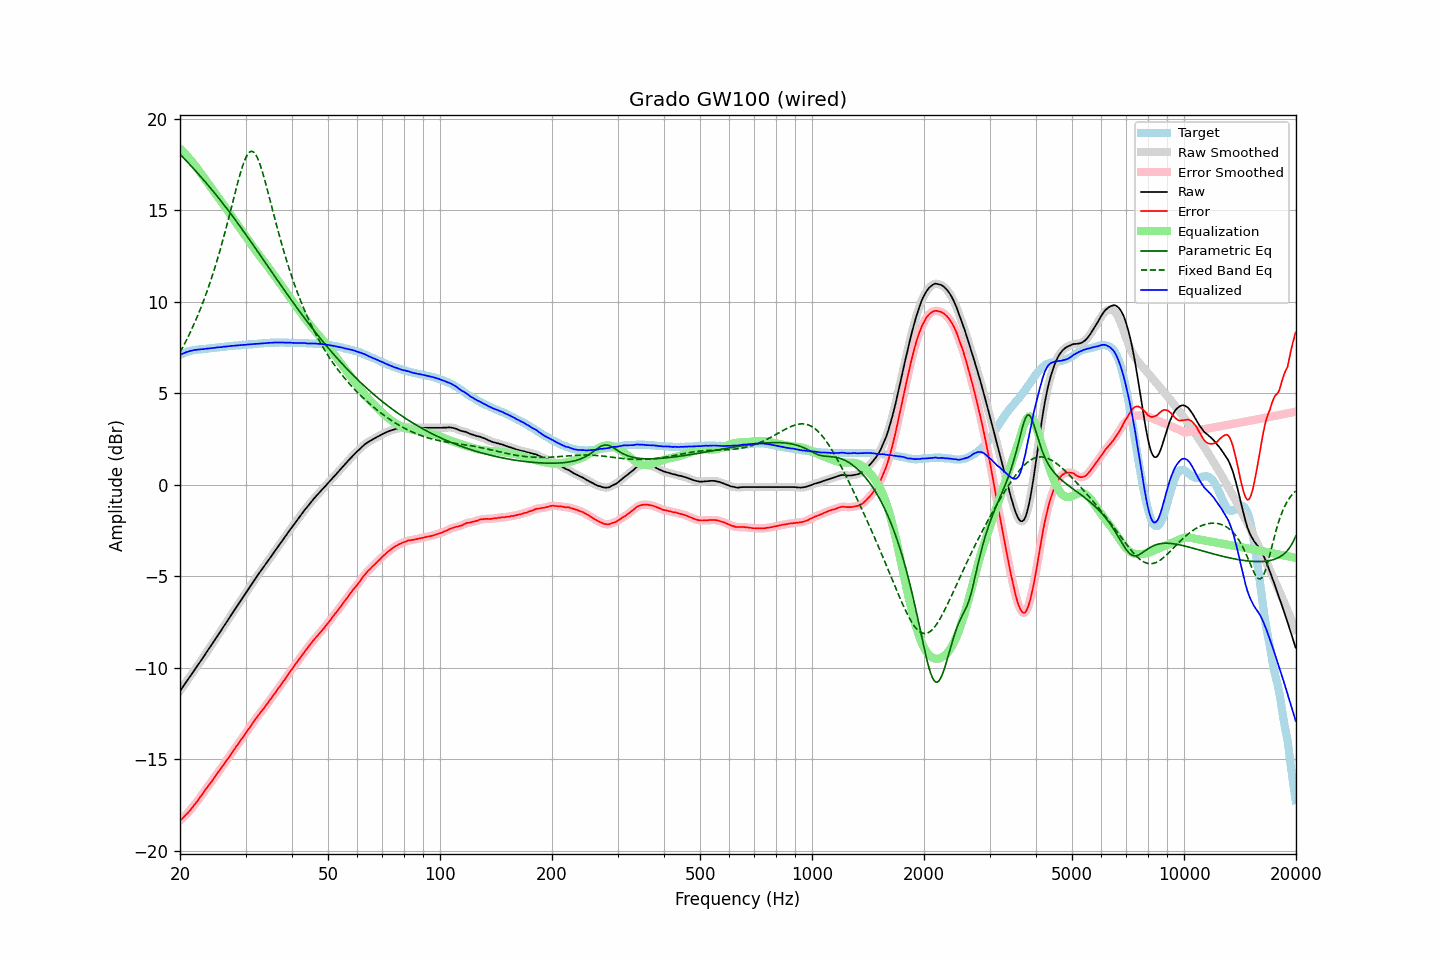 Grado GW100 (wired)
Amplitude (dBr)
20
15
10
5
0
−5
−10
−15
−20
Target
Raw Smoothed
Error Smoothed
Raw
Error
Equalization
Parametric Eq
Fixed Band Eq
Equalized
20 50 100 200 500 1000 2000 5000 10000 20000
Frequency (Hz)